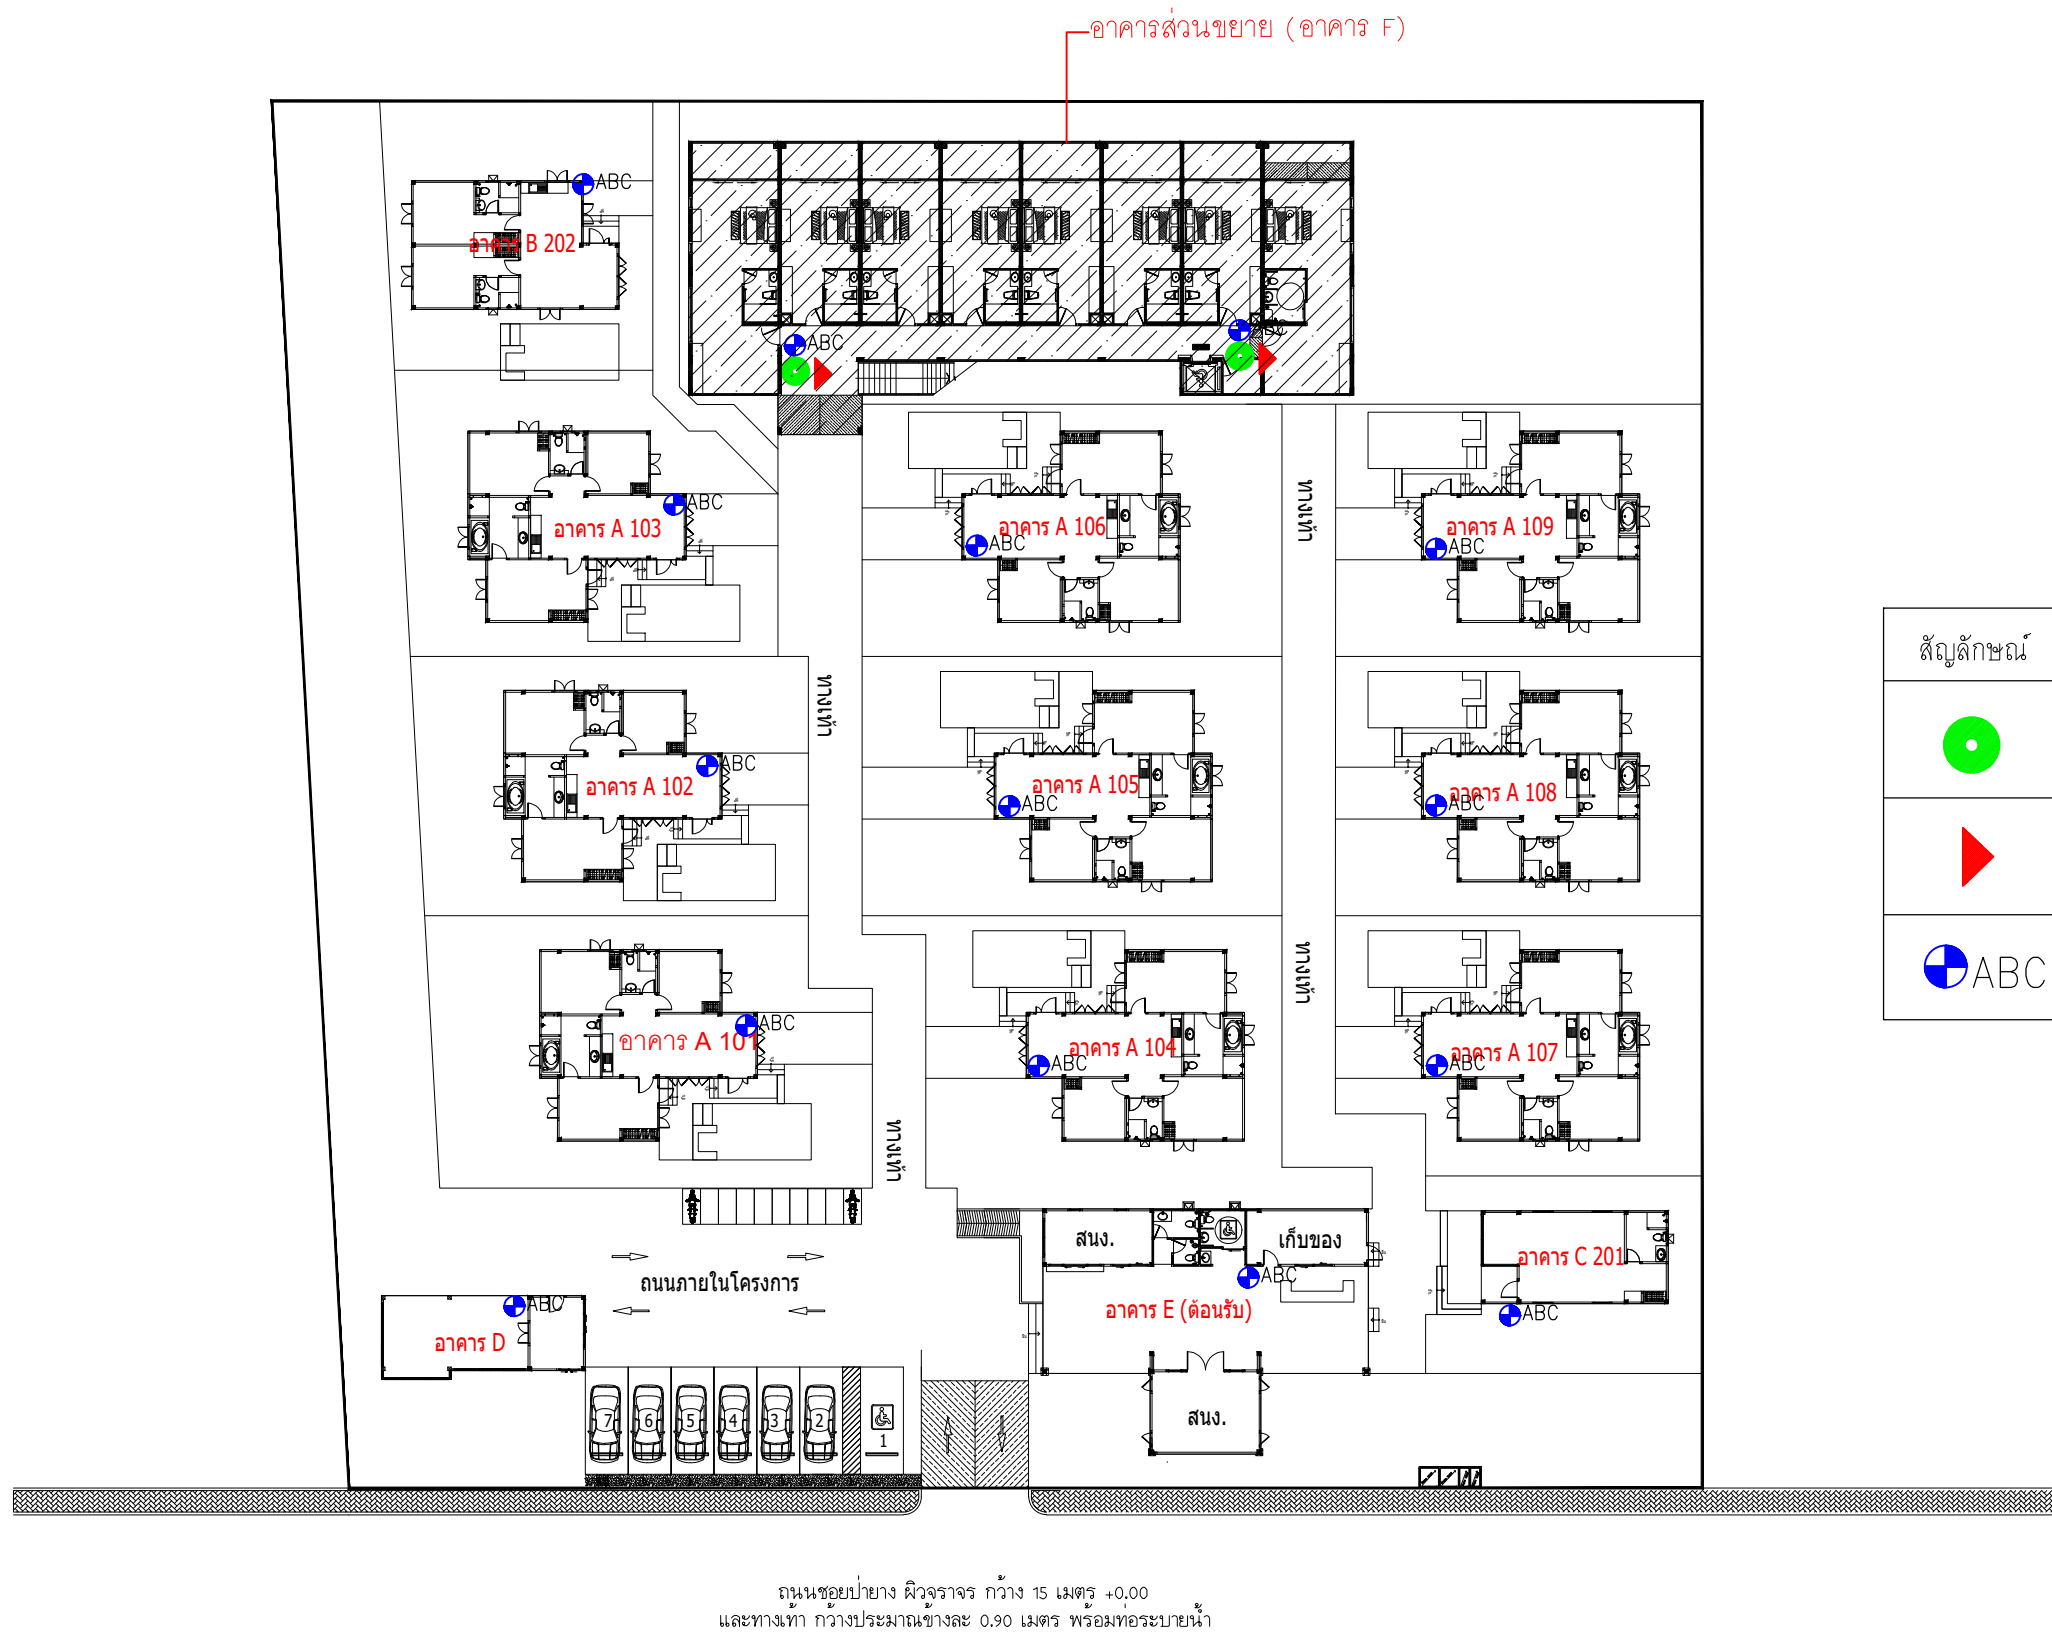 อาคารส่วนขยาย (อาคาร F)
ABC
อาคาร B 202
ABC
ABC
ABC
อาคาร A 103
ทางเท้า
อาคาร A 106
ABC
อาคาร A 109
ABC
สัญลักษณ์
ทางเท้า
ABC
อาคาร A 102
อาคาร A 105
ABC
อาคาร A 108
ABC
ABC
ทางเท้า
ABC
อาคาร A 101
อาคาร A 104
ABC
อาคาร A 107
ABC
ทางเท้า
สนง.
เก็บของ
อาคาร C 201
ABC
ถนนภายในโครงการ
อาคาร E (ต้อนรับ)
ABC
ABC
อาคาร D
7 6 5 4 3 2 1
สนง.
ถนนซอยป่ายาง ผิวจราจร กว้าง 15 เมตร +0.00
และทางเท้า กว้างประมาณข้างละ 0.90 เมตร พร้อมท่อระบายน้ำ